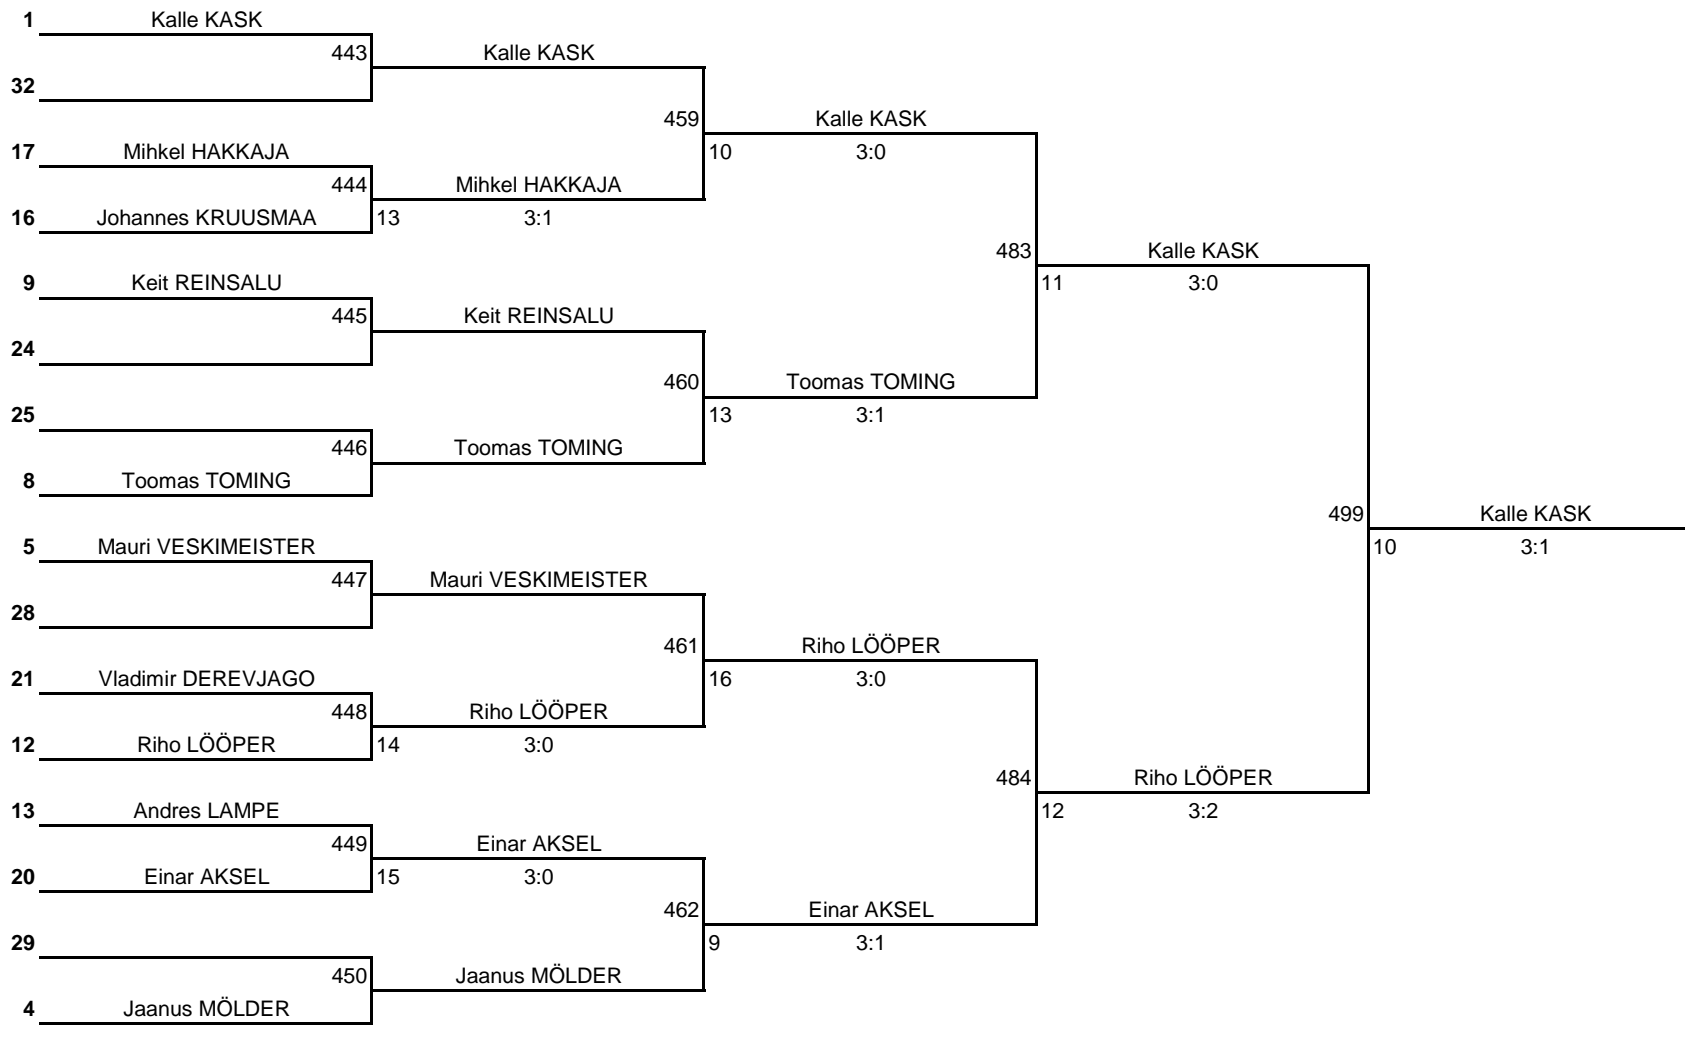 1 Kalle KASK
443 Kalle KASK
32
459 Kalle KASK
17 Mihkel HAKKAJA 10 3:0
444 Mihkel HAKKAJA
16 Johannes KRUUSMAA 13 3:1
483 Kalle KASK
9 Keit REINSALU 11 3:0
445 Keit REINSALU
24
460 Toomas TOMING
25 13 3:1
446 Toomas TOMING
8 Toomas TOMING
499 Kalle KASK
5 Mauri VESKIMEISTER 10 3:1
447 Mauri VESKIMEISTER
28
461 Riho LÖÖPER
21 Vladimir DEREVJAGO 16 3:0
448 Riho LÖÖPER
12 Riho LÖÖPER 14 3:0
484 Riho LÖÖPER
13 Andres LAMPE 12 3:2
449 Einar AKSEL
20 Einar AKSEL 15 3:0
462 Einar AKSEL
29 9 3:1
450 Jaanus MÖLDER
4 Jaanus MÖLDER